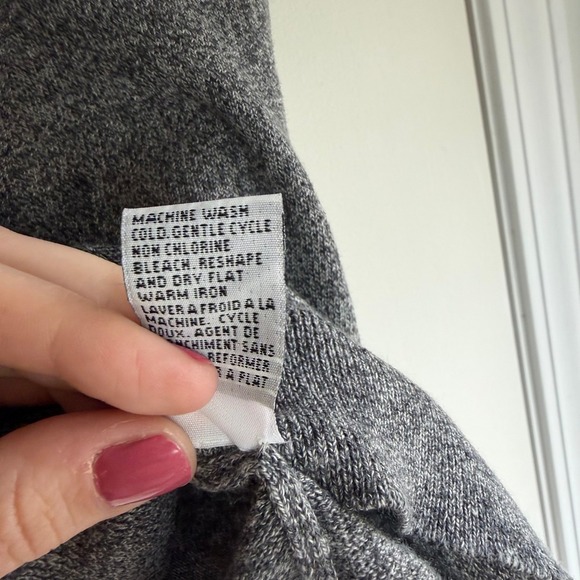 MACHINE WASH
COLD. GENTLE CYCLE
NON CHLORINE
BLEACH. RESHAPE
AND DRY FLAT
WARM IRON
LAVER A FROID A LA
MACHINE. CYCLE
DOUX. AGENT DE
SANS
REFORMER
A PLAT